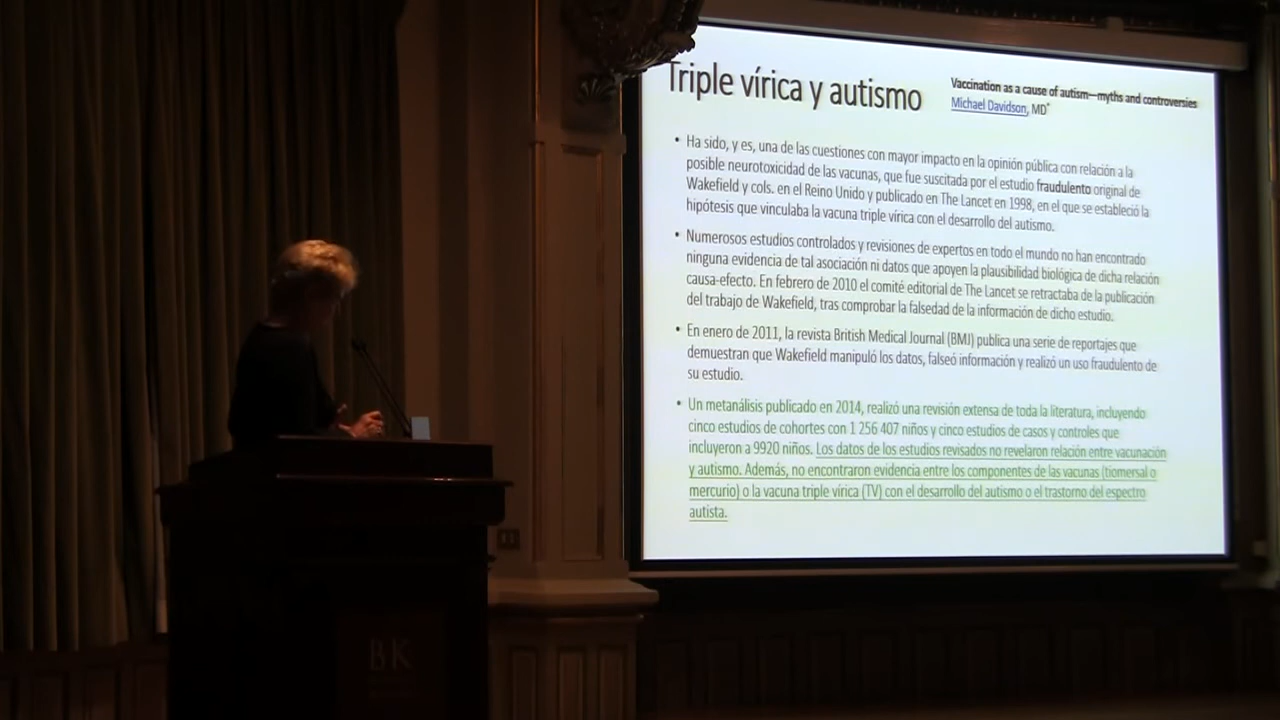 Triple vírica y autismo
Vaccination as a cause of autism—myths and controversies
Michael Davidson, MD*
• Ha sido, y es, una de las cuestiones con mayor impacto en la opinión pública con relación a la
posible neurotoxicidad de las vacunas, que fue suscitada por el estudio fraudulento original de
Wakefield y cols. en el Reino Unido y publicado en The Lancet en 1998, en el que se estableció la
hipótesis que vinculaba la vacuna triple vírica con el desarrollo del autismo.
• Numerosos estudios controlados y revisiones de expertos en todo el mundo no han encontrado
ninguna evidencia de tal asociación ni datos que apoyen la plausibilidad biológica de dicha relación
causa-efecto. En febrero de 2010 el comité editorial de The Lancet se retractaba de la publicación
del trabajo de Wakefield, tras comprobar la falsedad de la información de dicho estudio.
• En enero de 2011, la revista British Medical Journal (BMJ) publica una serie de reportajes que
demuestran que Wakefield manipuló los datos, falseó información y realizó un uso fraudulento de
su estudio.
• Un metanálisis publicado en 2014, realizó una revisión extensa de toda la literatura, incluyendo
cinco estudios de cohortes con 1 256 407 niños y cinco estudios de casos y controles que
incluyeron a 9920 niños. Los datos de los estudios revisados no revelaron relación entre vacunación
y autismo. Además, no encontraron evidencia entre los componentes de las vacunas (tiomersal o
mercurio) o la vacuna triple vírica (TV) con el desarrollo del autismo o el trastorno del espectro
autista.
BK